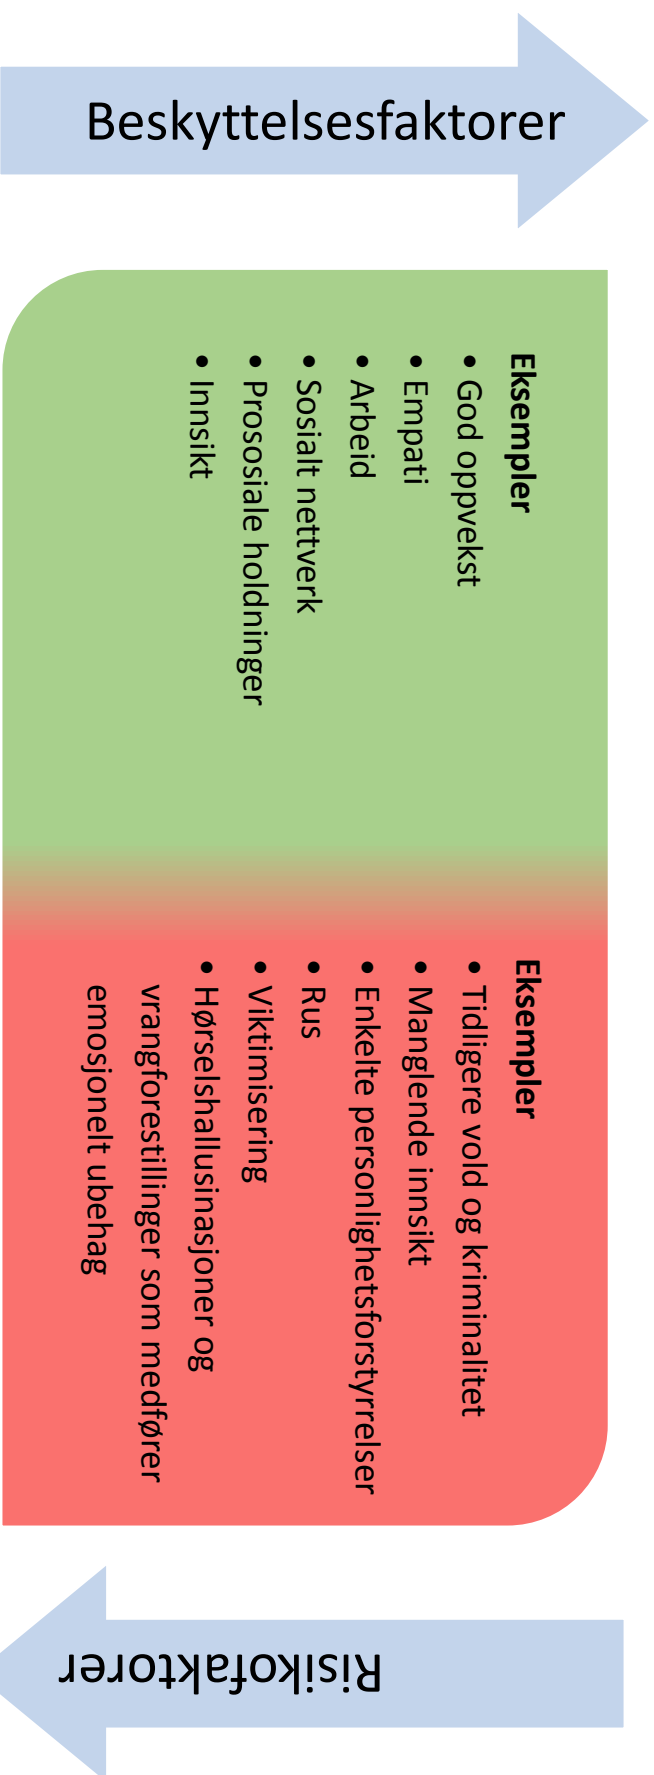 Beskyttelsesfaktorer
Eksempler
• God oppvekst
• Empati
• Arbeid
• Sosialt nettverk
• Prososiale holdninger
• Innsikt
Eksempler
• Tidligere vold og kriminalitet
• Manglende innsikt
• Enkelte personlighetsforstyrrelser
• Rus
• Viktimisering
• Hørselshallusinasjoner og
vrangforestillinger som medfører
emosjonelt ubehag
Risikofaktorer